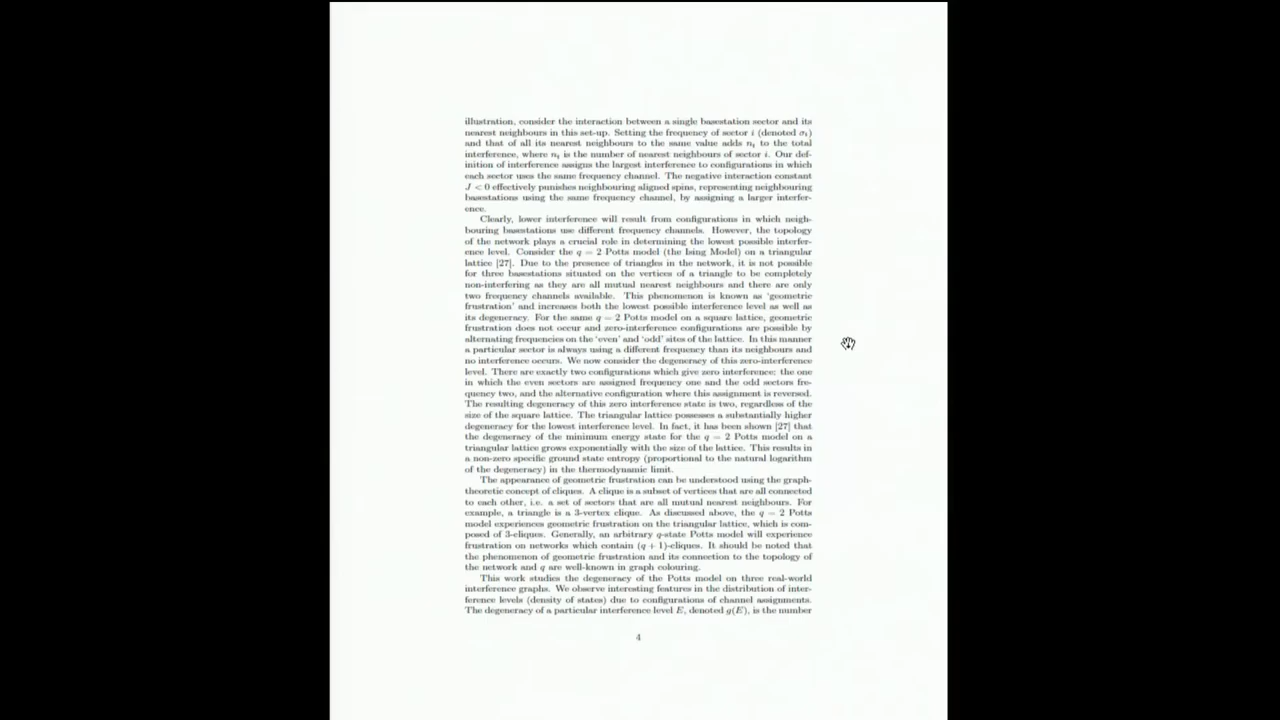 illustration, consider the interaction between a single basestation sector and its
nearest neighbours in this set-up. Setting the frequency of sector i (denoted σᵢ)
and that of all its nearest neighbours to the same value adds nᵢ to the total
interference, where nᵢ is the number of nearest neighbours of sector i. Our def-
inition of interference assigns the largest interference to configurations in which
each sector uses the same frequency channel. The negative interaction constant
J < 0 effectively punishes neighbouring aligned spins, representing neighbouring
basestations using the same frequency channel, by assigning a larger interfer-
ence.
Clearly, lower interference will result from configurations in which neigh-
bouring basestations use different frequency channels. However, the topology
of the network plays a crucial role in determining the lowest possible interfer-
ence level. Consider the q = 2 Potts model (the Ising Model) on a triangular
lattice [27]. Due to the presence of triangles in the network, it is not possible
for three basestations situated on the vertices of a triangle to be completely
non-interfering as they are all mutual nearest neighbours and there are only
two frequency channels available. This phenomenon is known as 'geometric
frustration' and increases both the lowest possible interference level as well as
its degeneracy. For the same q = 2 Potts model on a square lattice, geometric
frustration does not occur and zero-interference configurations are possible by
alternating frequencies on the 'even' and 'odd' sites of the lattice. In this manner
a particular sector is always using a different frequency than its neighbours and
no interference occurs. We now consider the degeneracy of this zero-interference
level. There are exactly two configurations which give zero interference: the one
in which the even sectors are assigned frequency one and the odd sectors fre-
quency two, and the alternative configuration where this assignment is reversed.
The resulting degeneracy of this zero interference state is two, regardless of the
size of the square lattice. The triangular lattice possesses a substantially higher
degeneracy for the lowest interference level. In fact, it has been shown [27] that
the degeneracy of the minimum energy state for the q = 2 Potts model on a
triangular lattice grows exponentially with the size of the lattice. This results in
a non-zero specific ground state entropy (proportional to the natural logarithm
of the degeneracy) in the thermodynamic limit.
The appearance of geometric frustration can be understood using the graph-
theoretic concept of cliques. A clique is a subset of vertices that are all connected
to each other, i.e. a set of sectors that are all mutual nearest neighbours. For
example, a triangle is a 3-vertex clique. As discussed above, the q = 2 Potts
model experiences geometric frustration on the triangular lattice, which is com-
posed of 3-cliques. Generally, an arbitrary q-state Potts model will experience
frustration on networks which contain (q + 1)-cliques. It should be noted that
the phenomenon of geometric frustration and its connection to the topology of
the network and q are well-known in graph colouring.
This work studies the degeneracy of the Potts model on three real-world
interference graphs. We observe interesting features in the distribution of inter-
ference levels (density of states) due to configurations of channel assignments.
The degeneracy of a particular interference level E, denoted g(E), is the number
4